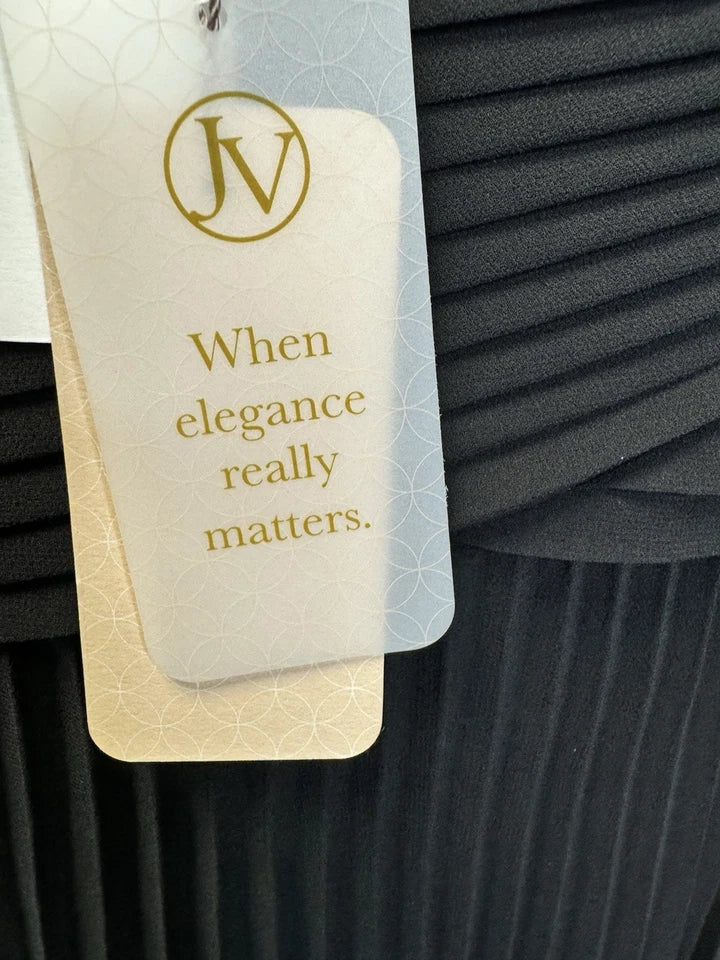 JV
When
elegance
really
matters.